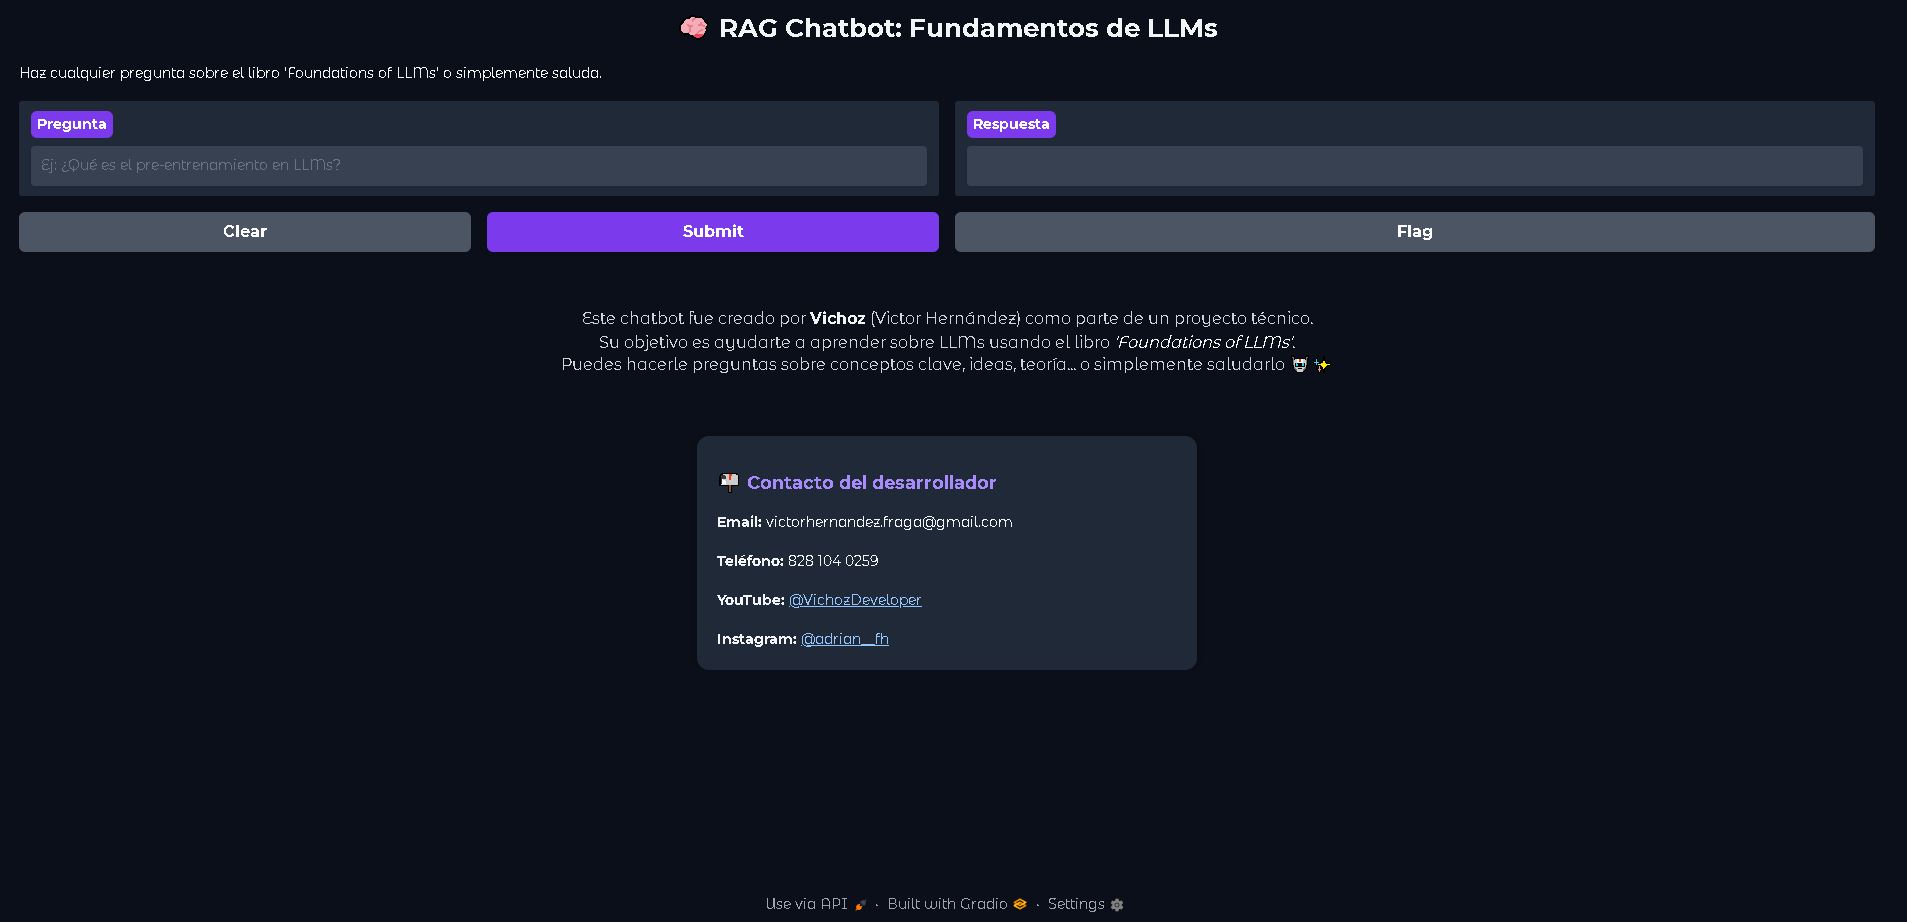 🧠 RAG Chatbot: Fundamentos de LLMs
Haz cualquier pregunta sobre el libro 'Foundations of LLMs' o simplemente saluda.
Pregunta
Ej: ¿Qué es el pre-entrenamiento en LLMs?
Respuesta
Clear
Submit
Flag
Este chatbot fue creado por Vichoz (Victor Hernández) como parte de un proyecto técnico.
Su objetivo es ayudarte a aprender sobre LLMs usando el libro 'Foundations of LLMs'.
Puedes hacerle preguntas sobre conceptos clave, ideas, teoría... o simplemente saludarlo 🤖✨
📬 Contacto del desarrollador
Email: victorhernandez.fraga@gmail.com
Teléfono: 828 104 0259
YouTube: @VichozDeveloper
Instagram: @adrian__fh
Use via API 🚀 · Built with Gradio · Settings ⚙️